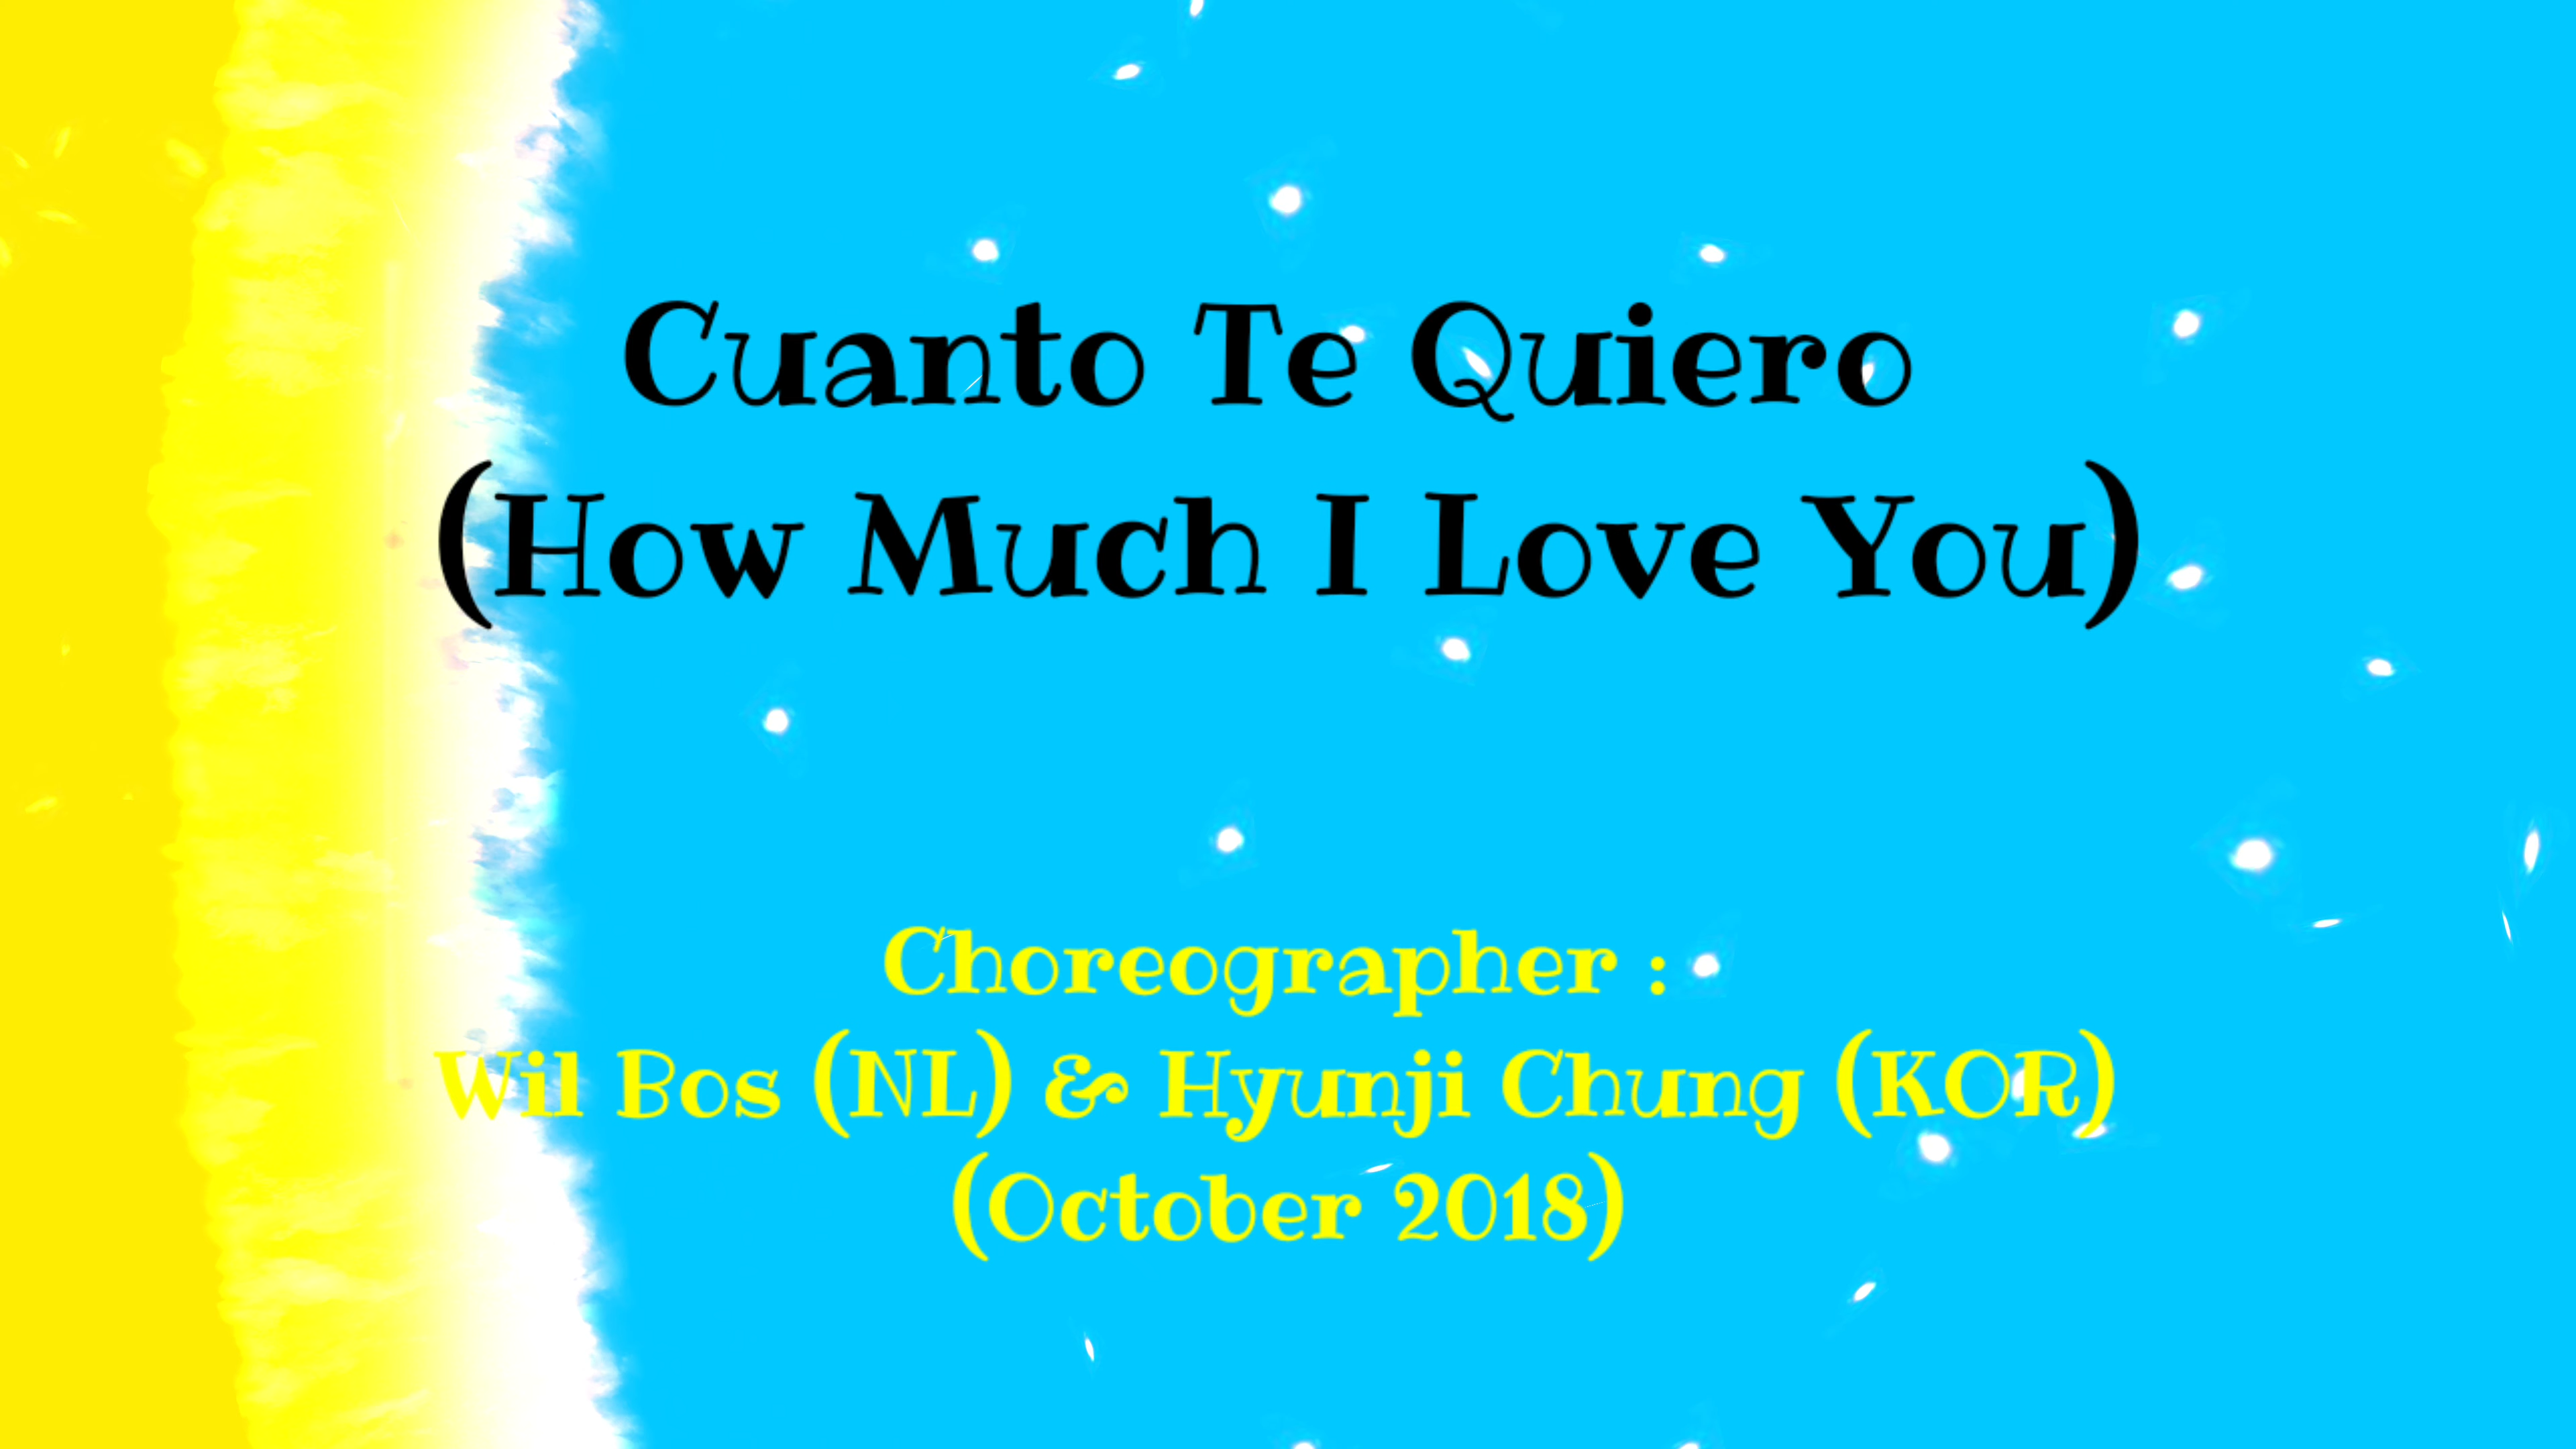 Cuanto Te Quiero
(How Much I Love You)
Choreographer :
Wil Bos (NL) & Hyunji Chung (KOR)
(October 2018)